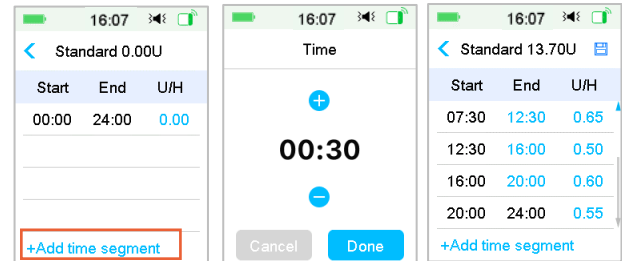 16:07
Standard 0.00U
Start End U/H
00:00 24:00 0.00
+Add time segment
16:07
Time
00:30
Cancel Done
16:07
Standard 13.70U
Start End U/H
07:30 12:30 0.65
12:30 16:00 0.50
16:00 20:00 0.60
20:00 24:00 0.55
+Add time segment